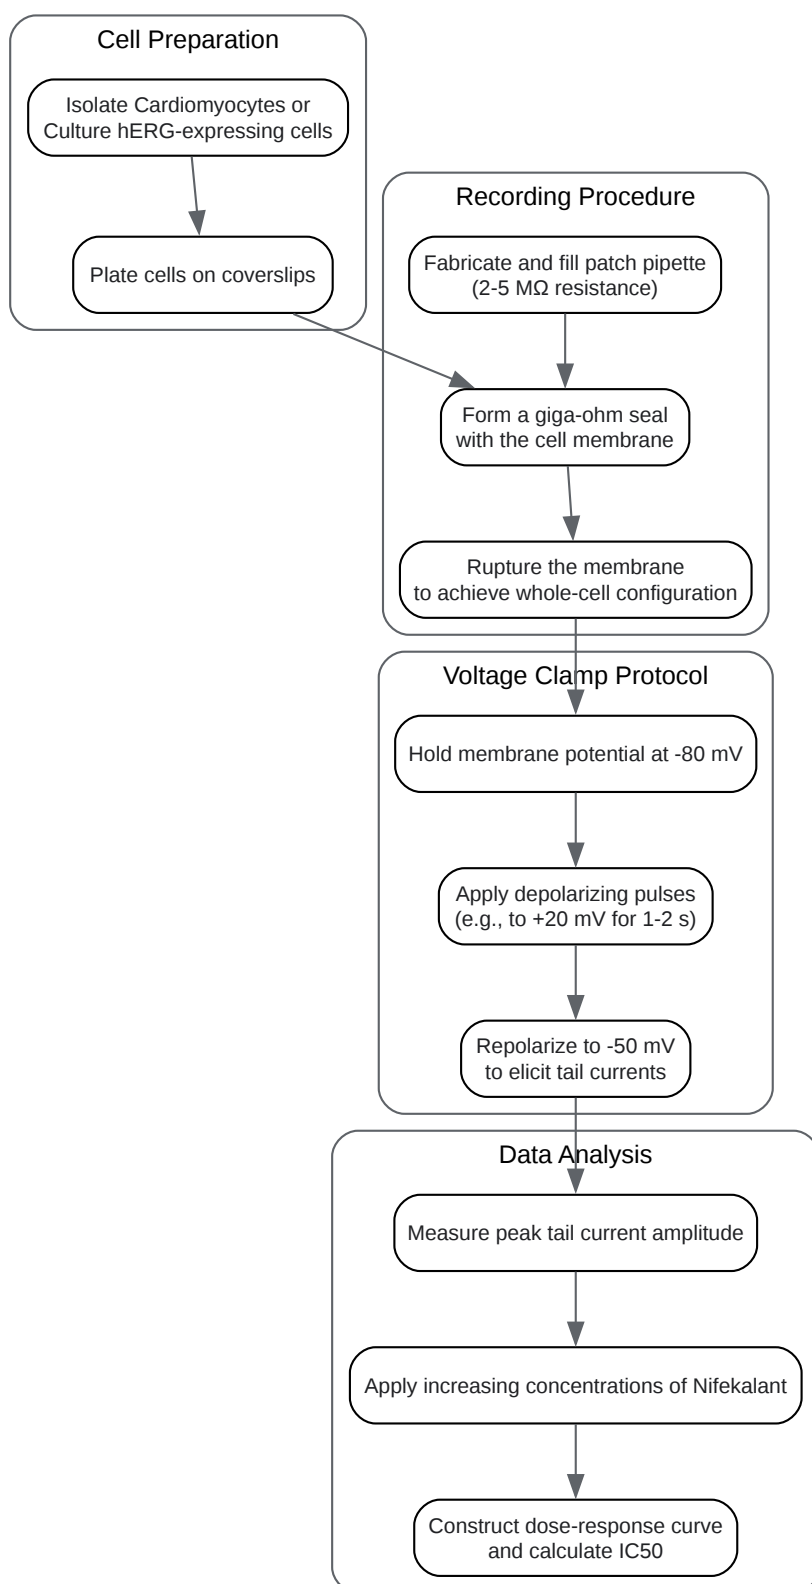 Cell Preparation
Isolate Cardiomyocytes or
Culture hERG-expressing cells
Plate cells on coverslips
Recording Procedure
Fabricate and fill patch pipette
(2-5 MΩ resistance)
Form a giga-ohm seal
with the cell membrane
Rupture the membrane
to achieve whole-cell configuration
Voltage Clamp Protocol
Hold membrane potential at -80 mV
Apply depolarizing pulses
(e.g., to +20 mV for 1-2 s)
Repolarize to -50 mV
to elicit tail currents
Data Analysis
Measure peak tail current amplitude
Apply increasing concentrations of Nifekalant
Construct dose-response curve
and calculate IC50